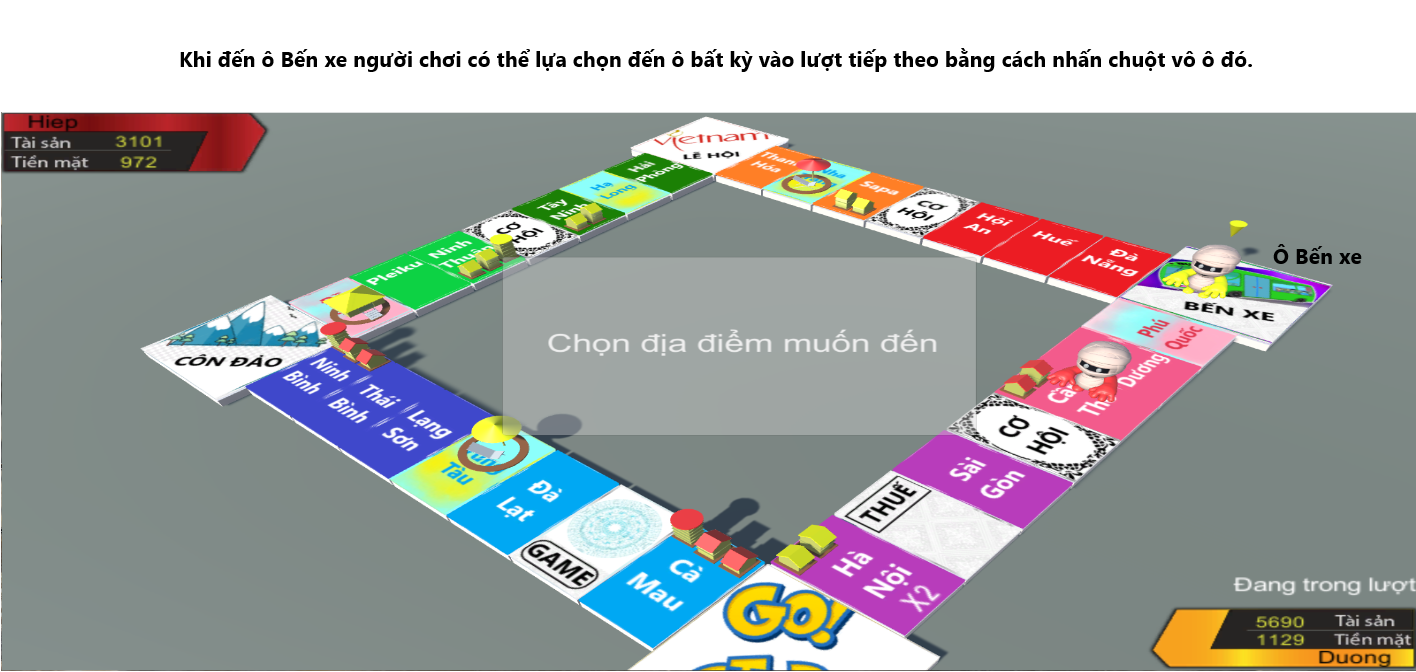 Khi đến ô Bến xe người chơi có thể lựa chọn đến ô bất kỳ vào lượt tiếp theo bằng cách nhấn chuột vô ô đó.
Hiep
Tài sản 3101
Tiền mặt 972
Vietnam
LỄ HỘI
Hải
Phòng
Hạ
Long
Tây
Ninh
CƠ
HỘI
Ninh
Pleiku
CÔN ĐẢO
Hóa
Sapa
CƠ
HỘI
Hội
An
Huế
Đà
Nẵng
BẾN XE
Ô Bến xe
Chọn địa điểm muốn đến
Phú
Quốc
Dương
CƠ
HỘI
Sài
Gòn
THUẾ
Hà
Nội
X2
Ninh
Bình
Thái
Bình
Lạng
Sơn
Tàu
Đà
Lạt
GAME
Cà
Mau
GO!
Đang trong lượt
5690 Tài sản
1129 Tiền mặt
Duong